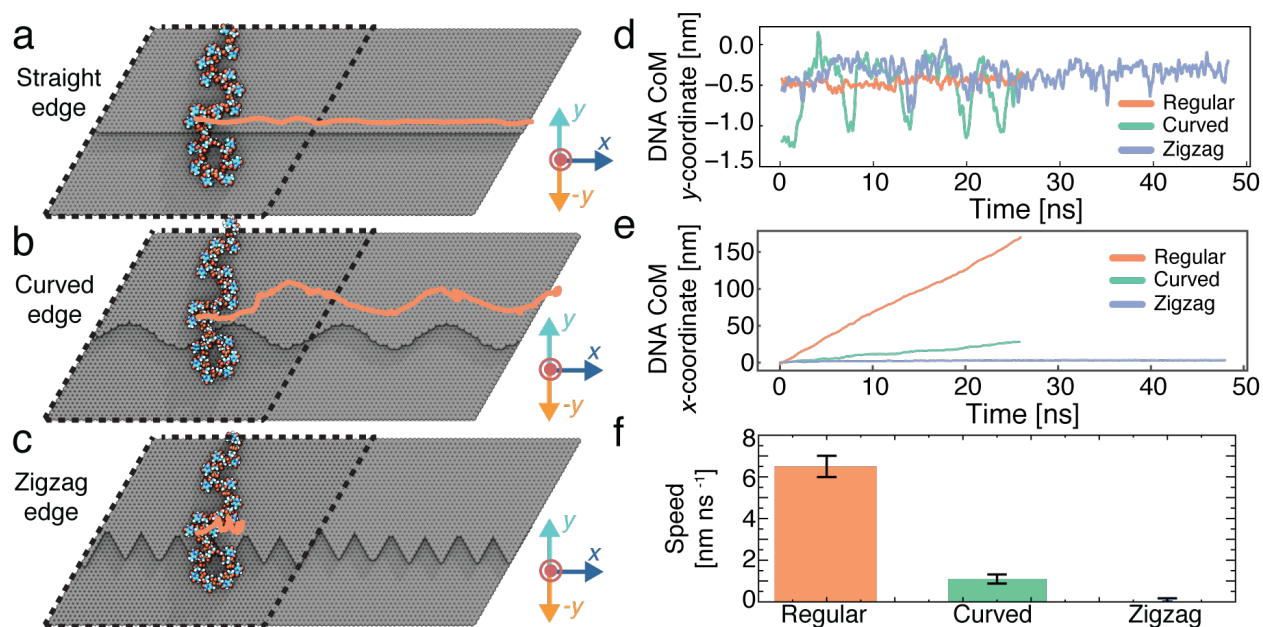 a
Straight
edge
y
x
-y
b
Curved
edge
y
x
-y
c
Zigzag
edge
y
x
-y
d
DNA CoM
y-coordinate [nm]
0.0
−0.5
−1.0
−1.5
Regular
Curved
Zigzag
0 10 20 30 40 50
Time [ns]
e
DNA CoM
x-coordinate [nm]
150
100
50
0
Regular
Curved
Zigzag
0 10 20 30 40 50
Time [ns]
f
Speed
[nm ns -1]
8
6
4
2
0
Regular Curved Zigzag